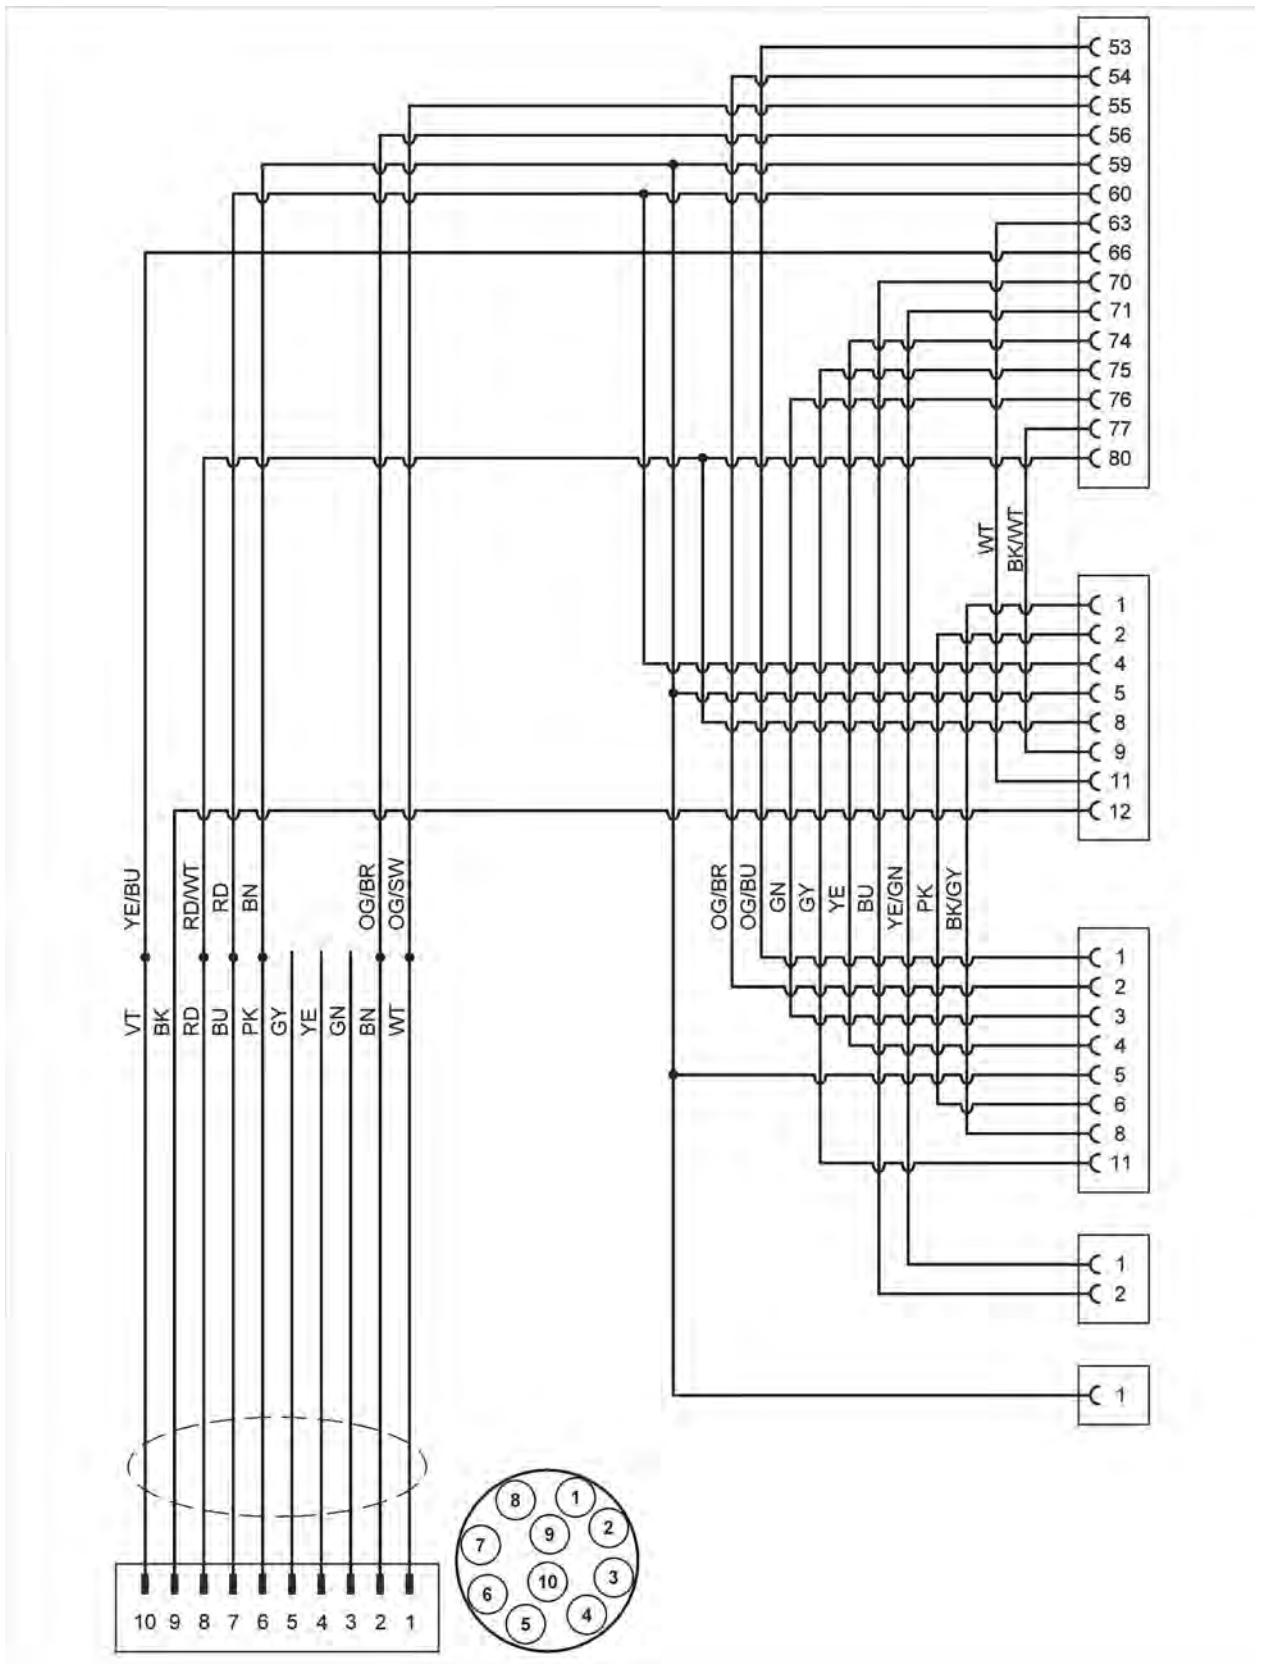 53
54
55
56
59
60
63
66
70
71
74
75
76
77
80
WT
BK/WT
1
2
4
5
8
9
11
12
YE/BU
RD/WT
RD
BN
OG/BR
OG/SW
OG/BR
OG/BU
GN
GY
YE
BU
YE/GN
PK
BK/GY
VT
BK
RD
BU
PK
GY
YE
GN
BN
WT
1
2
3
4
5
6
8
11
1
2
1
10 9 8 7 6 5 4 3 2 1
8
1
2
9
7
10
3
6
4
5